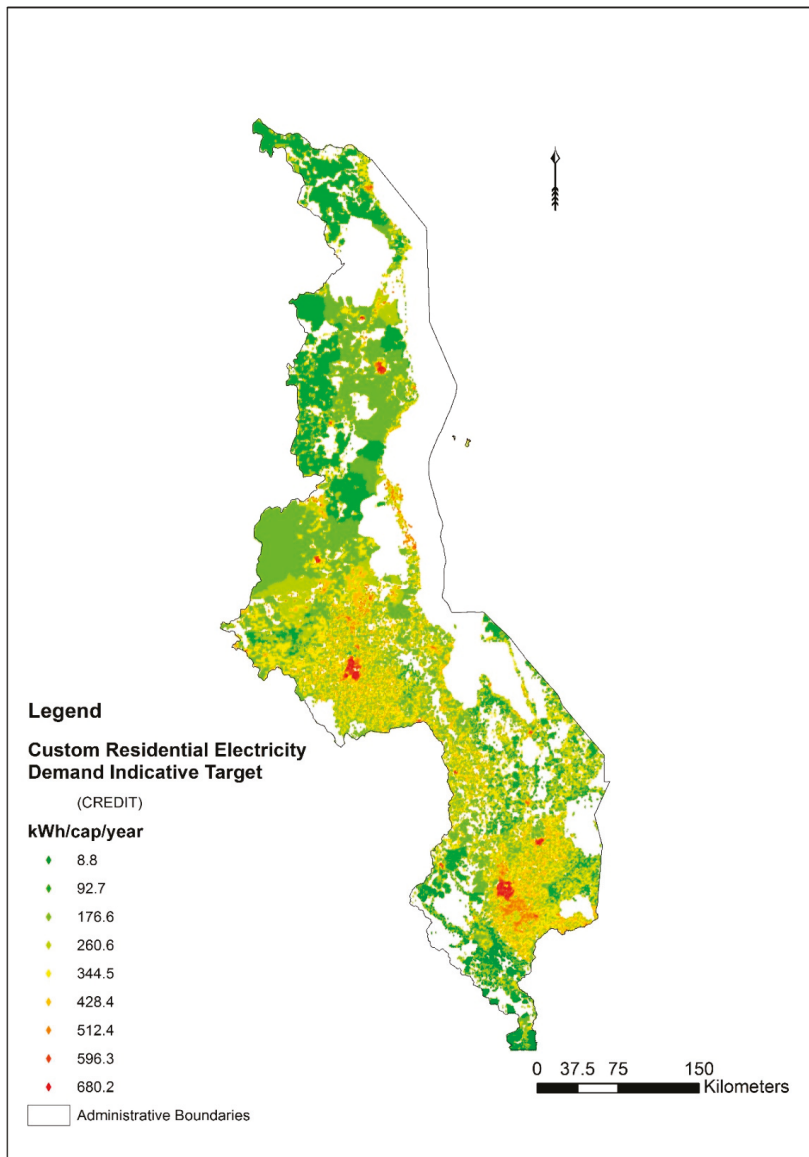 Legend
Custom Residential Electricity
Demand Indicative Target
(CREDIT)
kWh/cap/year
8.8
92.7
176.6
260.6
344.5
428.4
512.4
596.3
680.2
Administrative Boundaries
0 37.5 75 150
Kilometers